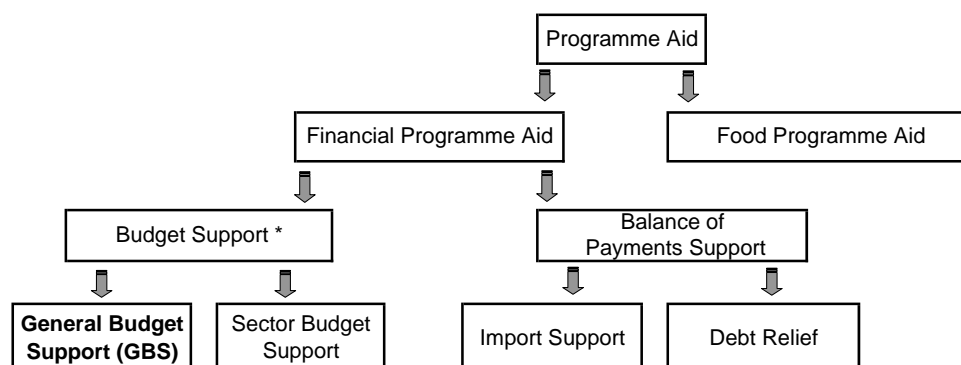 Programme Aid
Financial Programme Aid
Food Programme Aid
Budget Support *
Balance of
Payments Support
General Budget
Support (GBS)
Sector Budget
Support
Import Support
Debt Relief